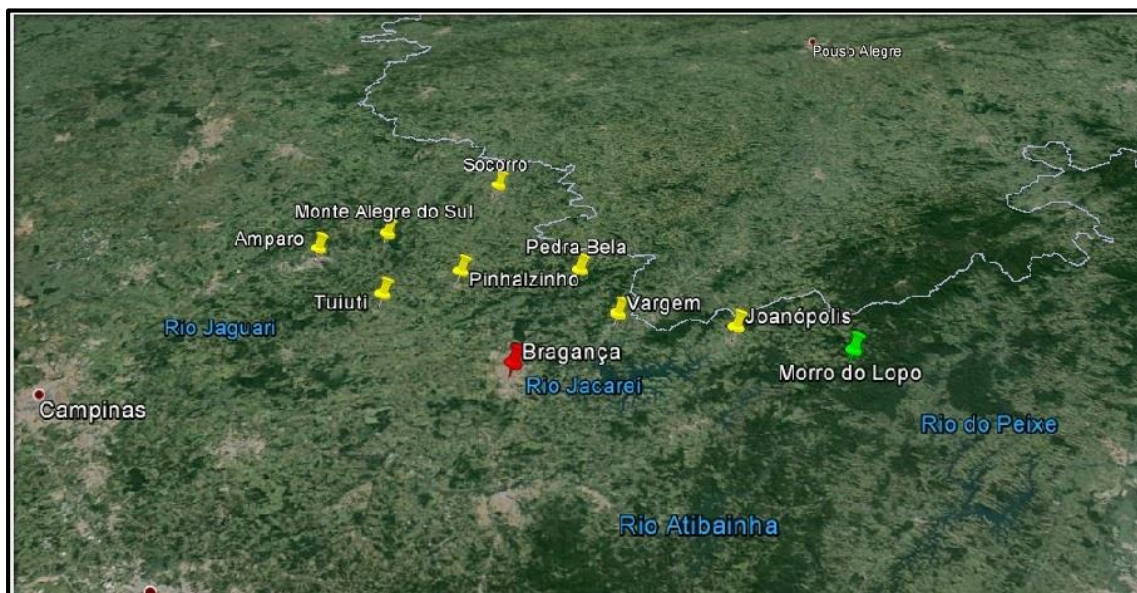 Pouso Alegre
Socorro
Monte Alegre do Sul
Amparo
Pedra Bela
Pinhalzinho
Tuiuti
Vargem
Joanópolis
Rio Jaguari
Bragança
Morro do Lopo
Rio Jacareí
Campinas
Rio do Peixe
Rio Atibainha